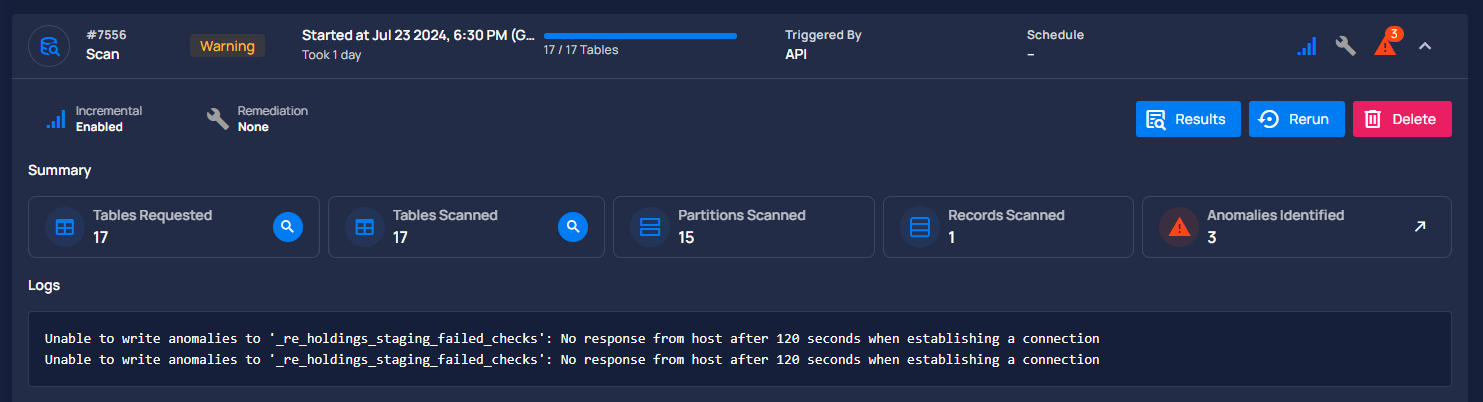 #7556
Scan
Warning
Started at Jul 23 2024, 6:30 PM (G...
Took 1 day
17 / 17 Tables
Triggered By
API
Schedule
–
3
Incremental
Enabled
Remediation
None
Results
Rerun
Delete
Summary
Tables Requested
17
Tables Scanned
17
Partitions Scanned
15
Records Scanned
1
Anomalies Identified
3
Logs
Unable to write anomalies to '_re_holdings_staging_failed_checks': No response from host after 120 seconds when establishing a connection
Unable to write anomalies to '_re_holdings_staging_failed_checks': No response from host after 120 seconds when establishing a connection